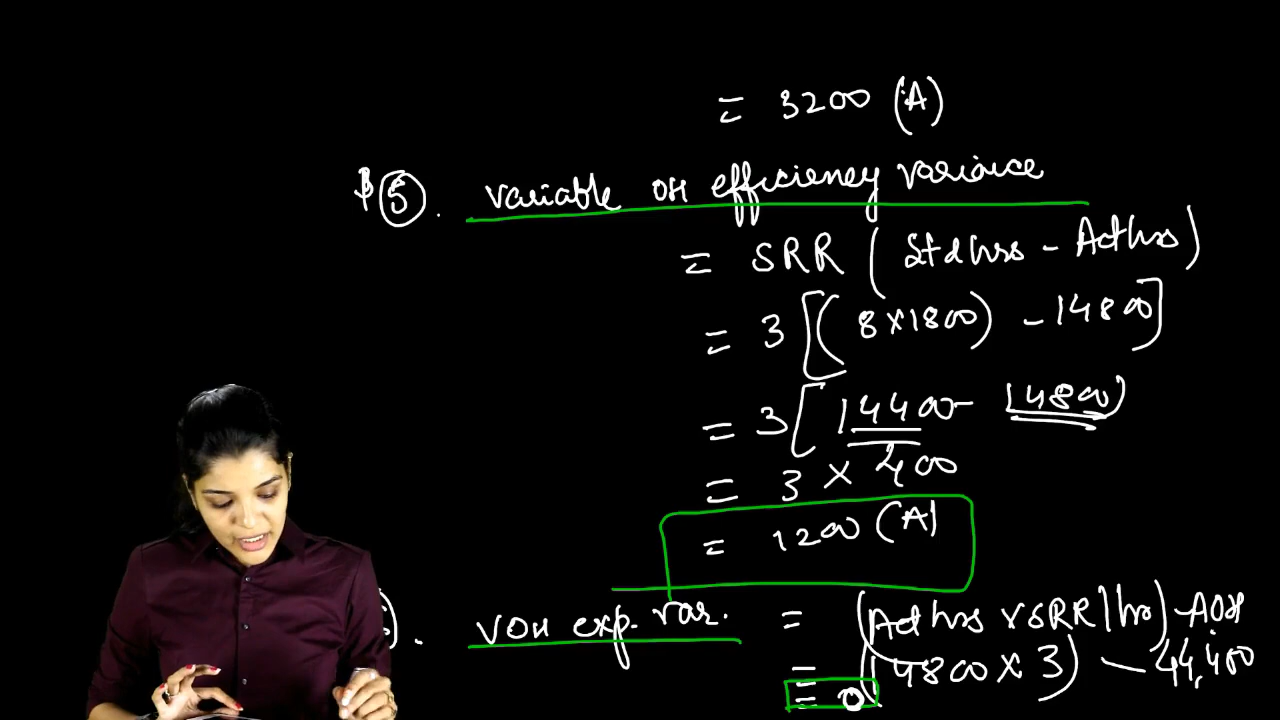 = 3200 (A)
$ 5. Variable OH efficiency variance
= SRR (Std hrs - Act hrs)
= 3 [(8×1800) - 14800]
= 3 [14400 - 14800)
= 3 × 400
= 1200 (A)
). VOH exp. var. = (Act hrs × SRR/hr) - AOH
= (14800 × 3) - 44,400
= 0